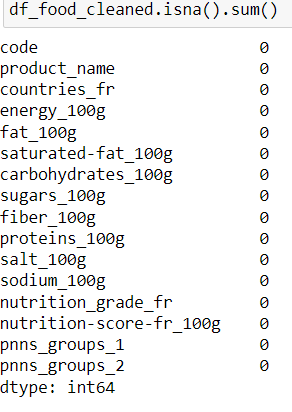 df_food_cleaned.isna().sum()
code 0
product_name 0
countries_fr 0
energy_100g 0
fat_100g 0
saturated-fat_100g 0
carbohydrates_100g 0
sugars_100g 0
fiber_100g 0
proteins_100g 0
salt_100g 0
sodium_100g 0
nutrition_grade_fr 0
nutrition-score-fr_100g 0
pnns_groups_1 0
pnns_groups_2 0
dtype: int64